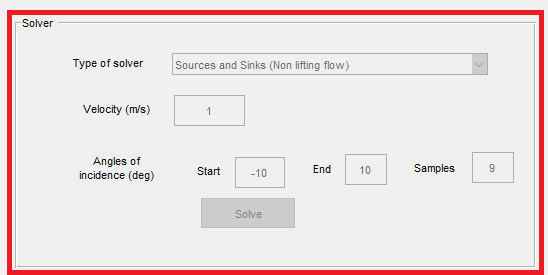 Solver
Type of solver Sources and Sinks (Non lifting flow)
Velocity (m/s) 1
Angles of
incidence (deg) Start -10 End 10 Samples 9
Solve